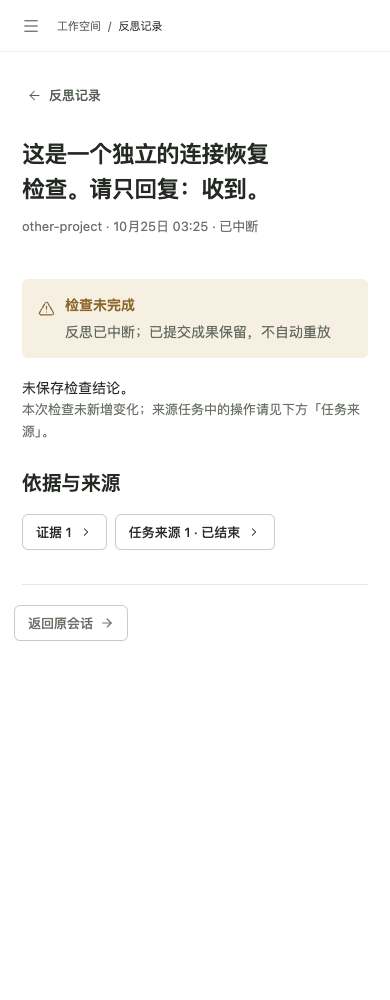 工作空间 / 反思记录
反思记录
这是一个独立的连接恢复
检查。请只回复：收到。
other-project · 10月25日 03:25 · 已中断
检查未完成
反思已中断；已提交成果保留，不自动重放
未保存检查结论。
本次检查未新增变化；来源任务中的操作请见下方「任务来
源」。
依据与来源
证据 1
任务来源 1 · 已结束
返回原会话